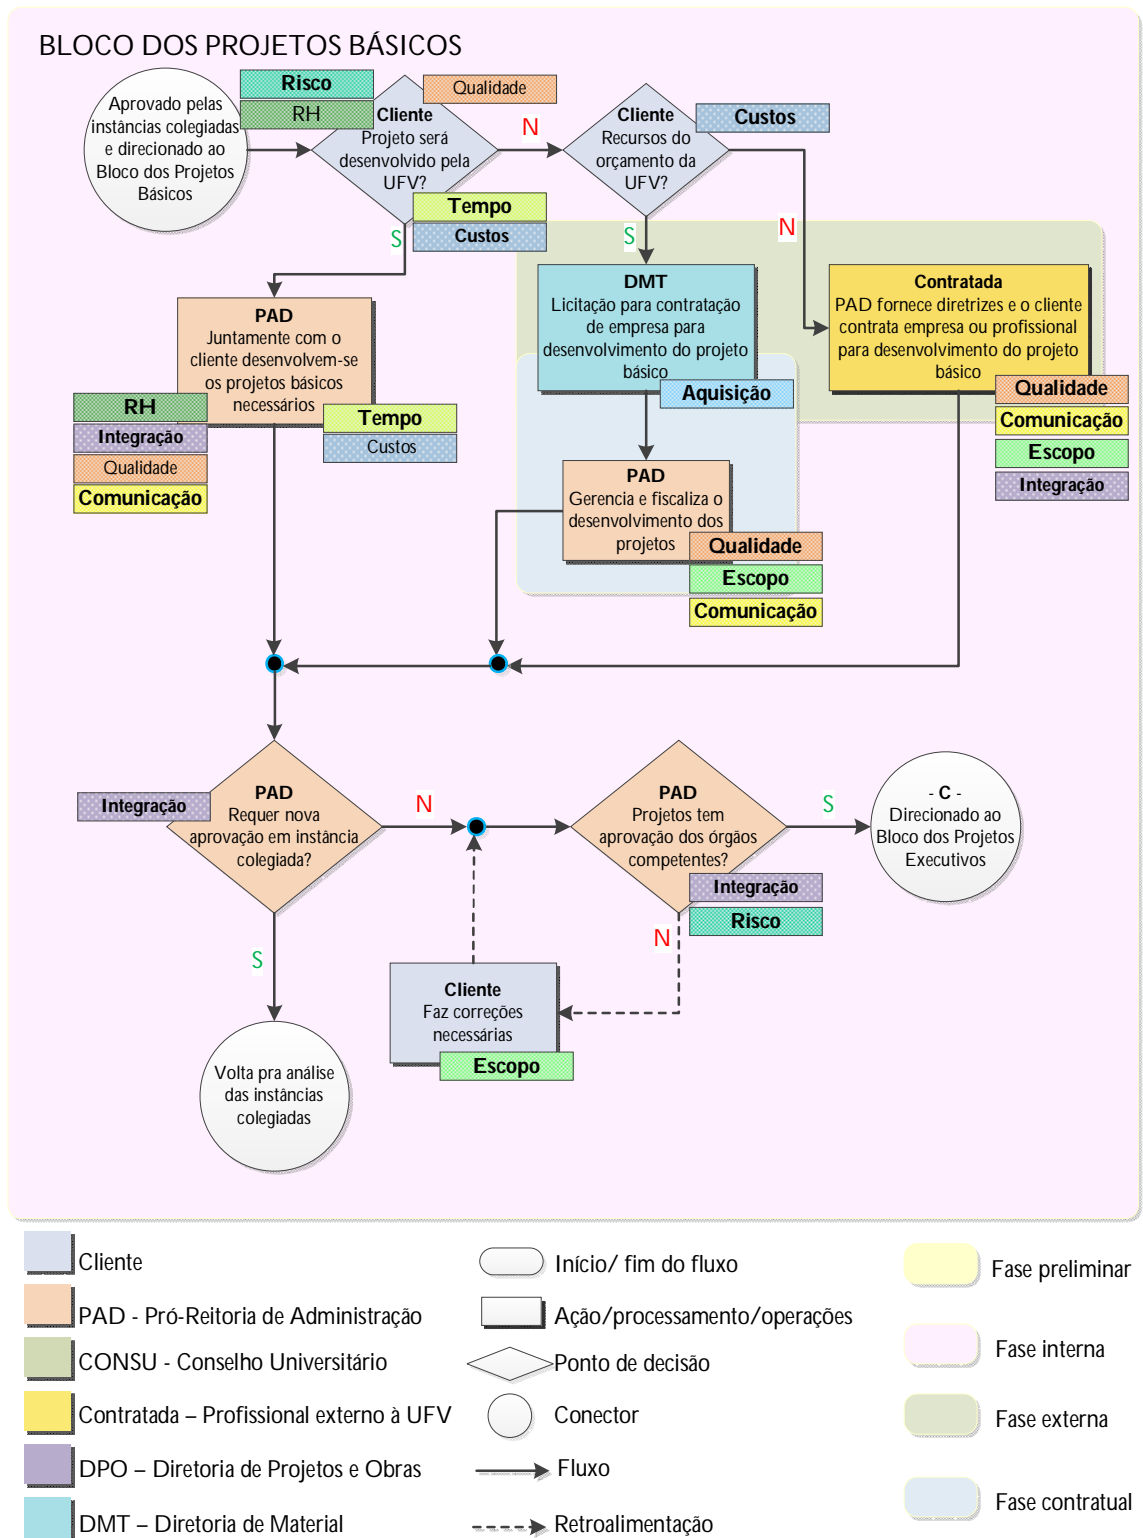 BLOCO DOS PROJETOS BÁSICOS
Aprovado pelas
instâncias colegiadas
e direcionado ao
Bloco dos Projetos
Básicos
Risco
RH
Qualidade
Cliente
Projeto será
desenvolvido pela
UFV?
N
Cliente
Recursos do
orçamento da
UFV?
Custos
Tempo
Custos
S
S
N
PAD
Juntamente com o
cliente desenvolvem-se
os projetos básicos
necessários
RH
Integração
Qualidade
Comunicação
Tempo
Custos
DMT
Licitação para contratação
de empresa para
desenvolvimento do projeto
básico
Aquisição
Contratada
PAD fornece diretrizes e o cliente
contrata empresa ou profissional
para desenvolvimento do projeto
básico
Qualidade
Comunicação
Escopo
Integração
PAD
Gerencia e fiscaliza o
desenvolvimento dos
projetos
Qualidade
Escopo
Comunicação
Integração
PAD
Requer nova
aprovação em instância
colegiada?
N
PAD
Projetos tem
aprovação dos órgãos
competentes?
S
- C -
Direcionado ao
Bloco dos Projetos
Executivos
Integração
Risco
N
S
Cliente
Faz correções
necessárias
Escopo
Volta pra análise
das instâncias
colegiadas
Cliente
PAD - Pró-Reitoria de Administração
CONSU - Conselho Universitário
Contratada – Profissional externo à UFV
DPO – Diretoria de Projetos e Obras
DMT – Diretoria de Material
Início/ fim do fluxo
Ação/processamento/operações
Ponto de decisão
Conector
Fluxo
Retroalimentação
Fase preliminar
Fase interna
Fase externa
Fase contratual